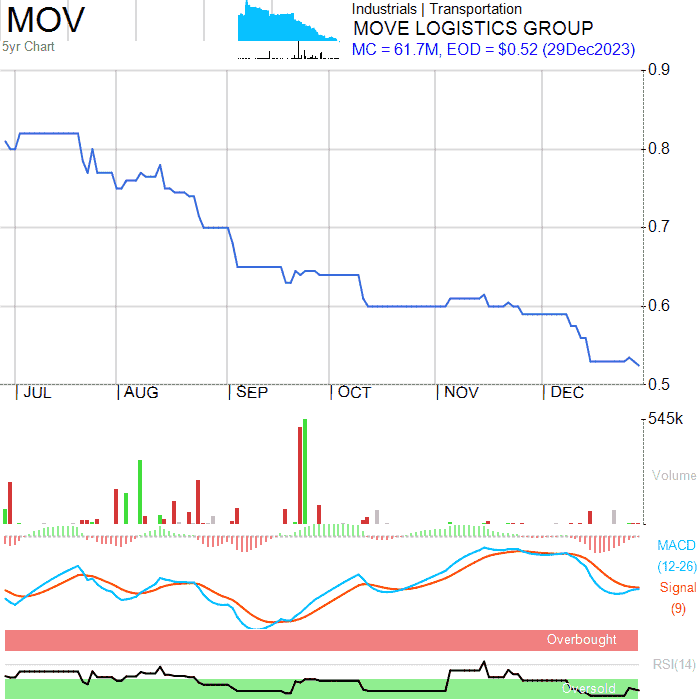 MOV
5yr Chart
Industrials | Transportation
MOVE LOGISTICS GROUP
MC = 61.7M, EOD = $0.52 (29Dec2023)
0.9
0.8
0.7
0.6
0.5
JUL AUG SEP OCT NOV DEC
545k
Volume
MACD
(12-26)
Signal
(9)
Overbought
RSI(14)
Oversold